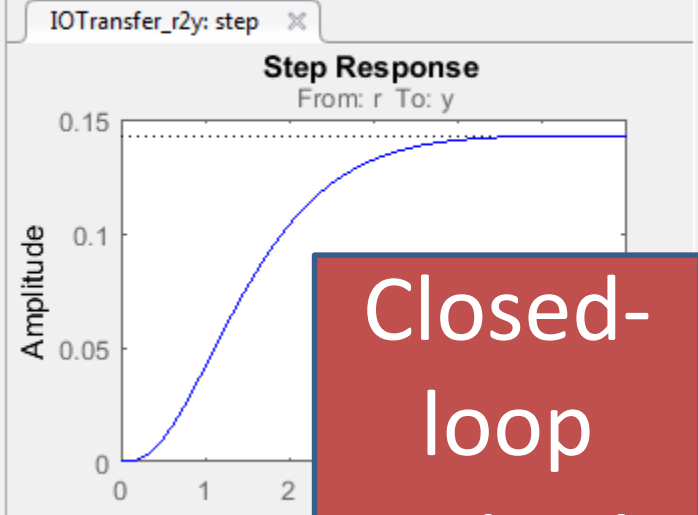 IOTransfer_r2y: step
Step Response
From: r To: y
0.15
0.1
0.05
0
Amplitude
0 1 2
Closed-
loop